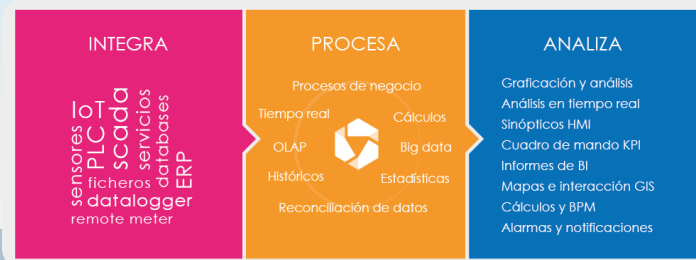 INTEGRA
IoT
sensores
PLC
scada
servicios
databases
ERP
ficheros
datalogger
remote meter
PROCESA
Procesos de negocio
Tiempo real
Cálculos
OLAP
Big data
Históricos
Estadísticas
Reconciliación de datos
ANALIZA
Graficación y análisis
Análisis en tiempo real
Sinópticos HMI
Cuadro de mando KPI
Informes de BI
Mapas e interacción GIS
Cálculos y BPM
Alarmas y notificaciones